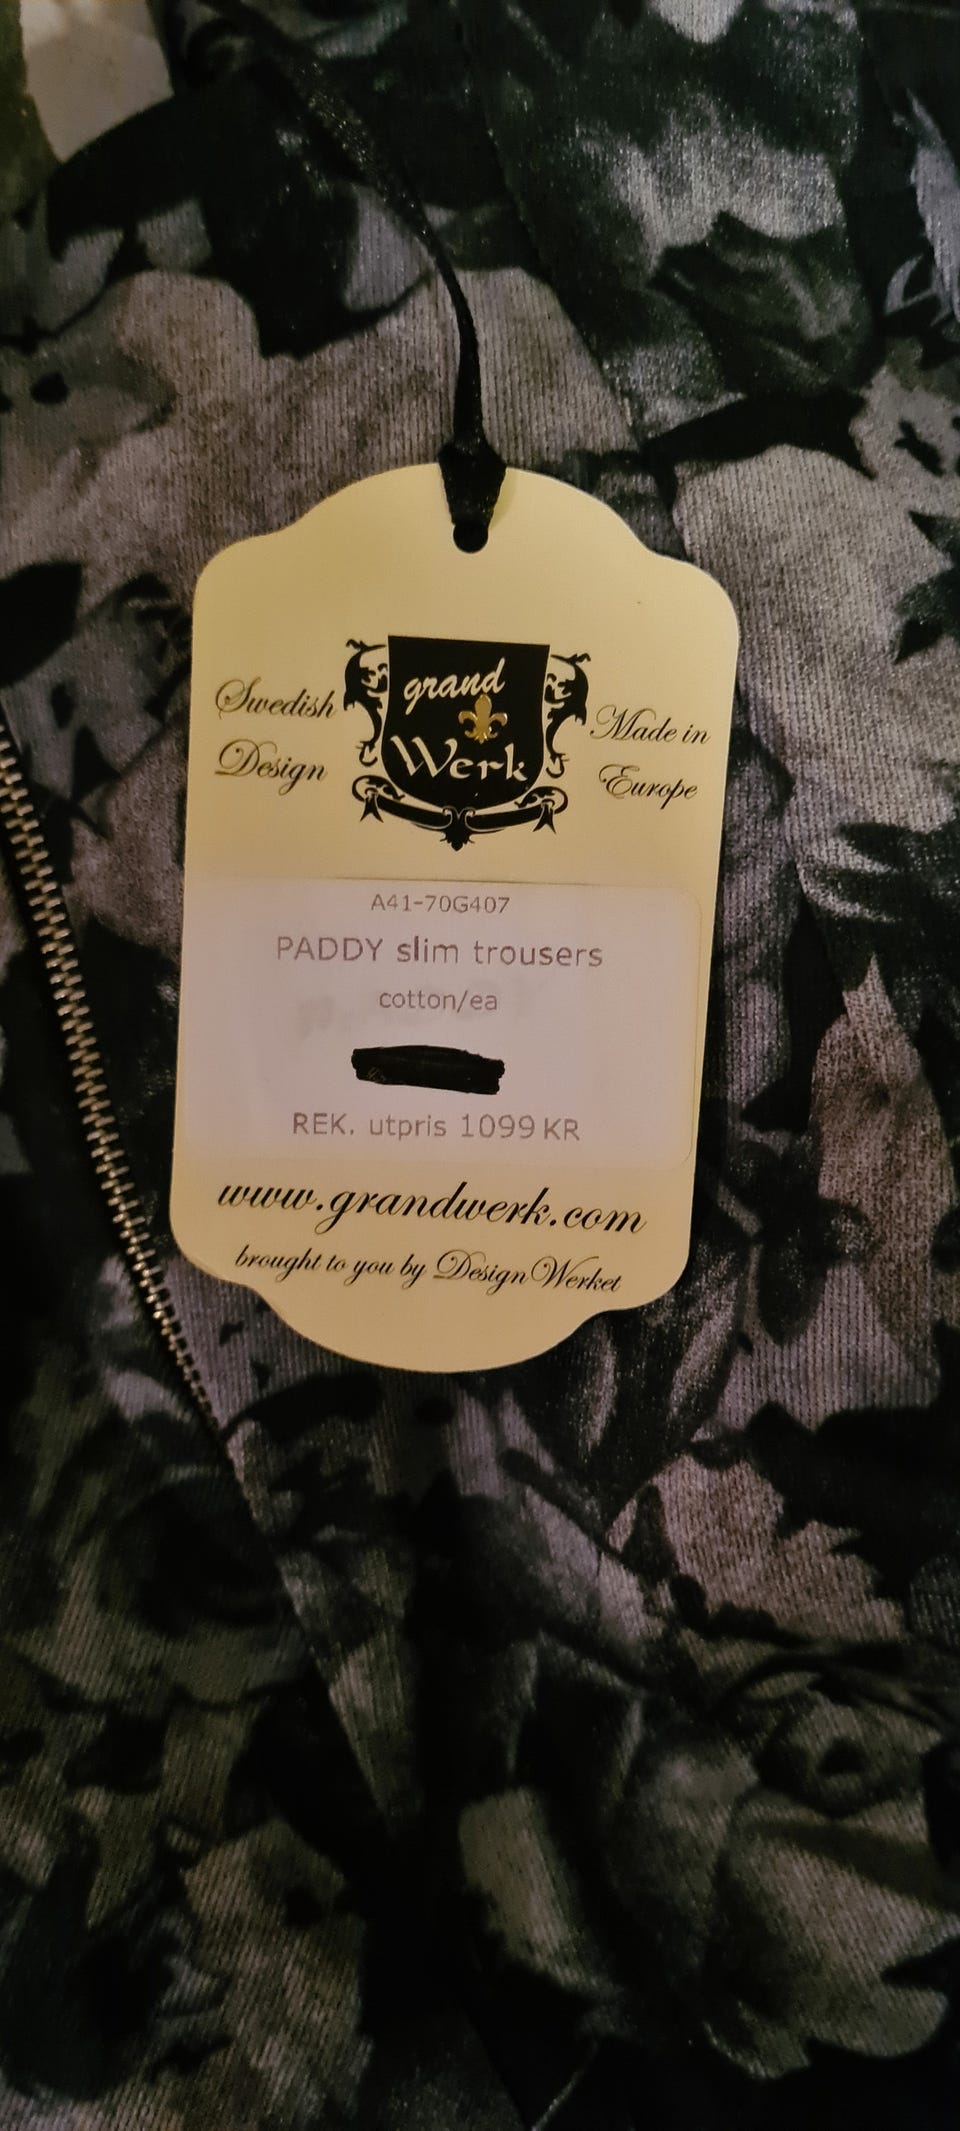 grand
Werk
Swedish
Design
Made in
Europe
A41-70G407
PADDY slim trousers
cotton/ea
REK. utpris 1099 KR
www.grandwerk.com
brought to you by DesignWerket